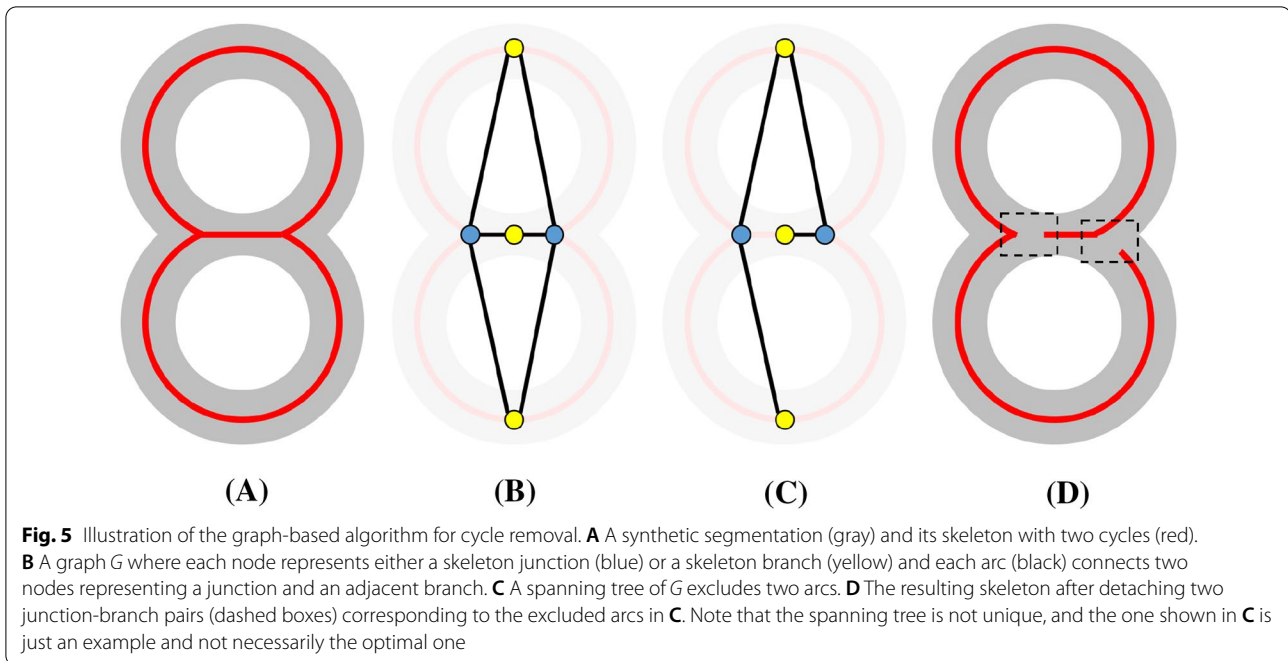 (A)
(B)
(C)
(D)
Fig. 5 Illustration of the graph-based algorithm for cycle removal. A A synthetic segmentation (gray) and its skeleton with two cycles (red).
B A graph G where each node represents either a skeleton junction (blue) or a skeleton branch (yellow) and each arc (black) connects two
nodes representing a junction and an adjacent branch. C A spanning tree of G excludes two arcs. D The resulting skeleton after detaching two
junction-branch pairs (dashed boxes) corresponding to the excluded arcs in C. Note that the spanning tree is not unique, and the one shown in C is
just an example and not necessarily the optimal one